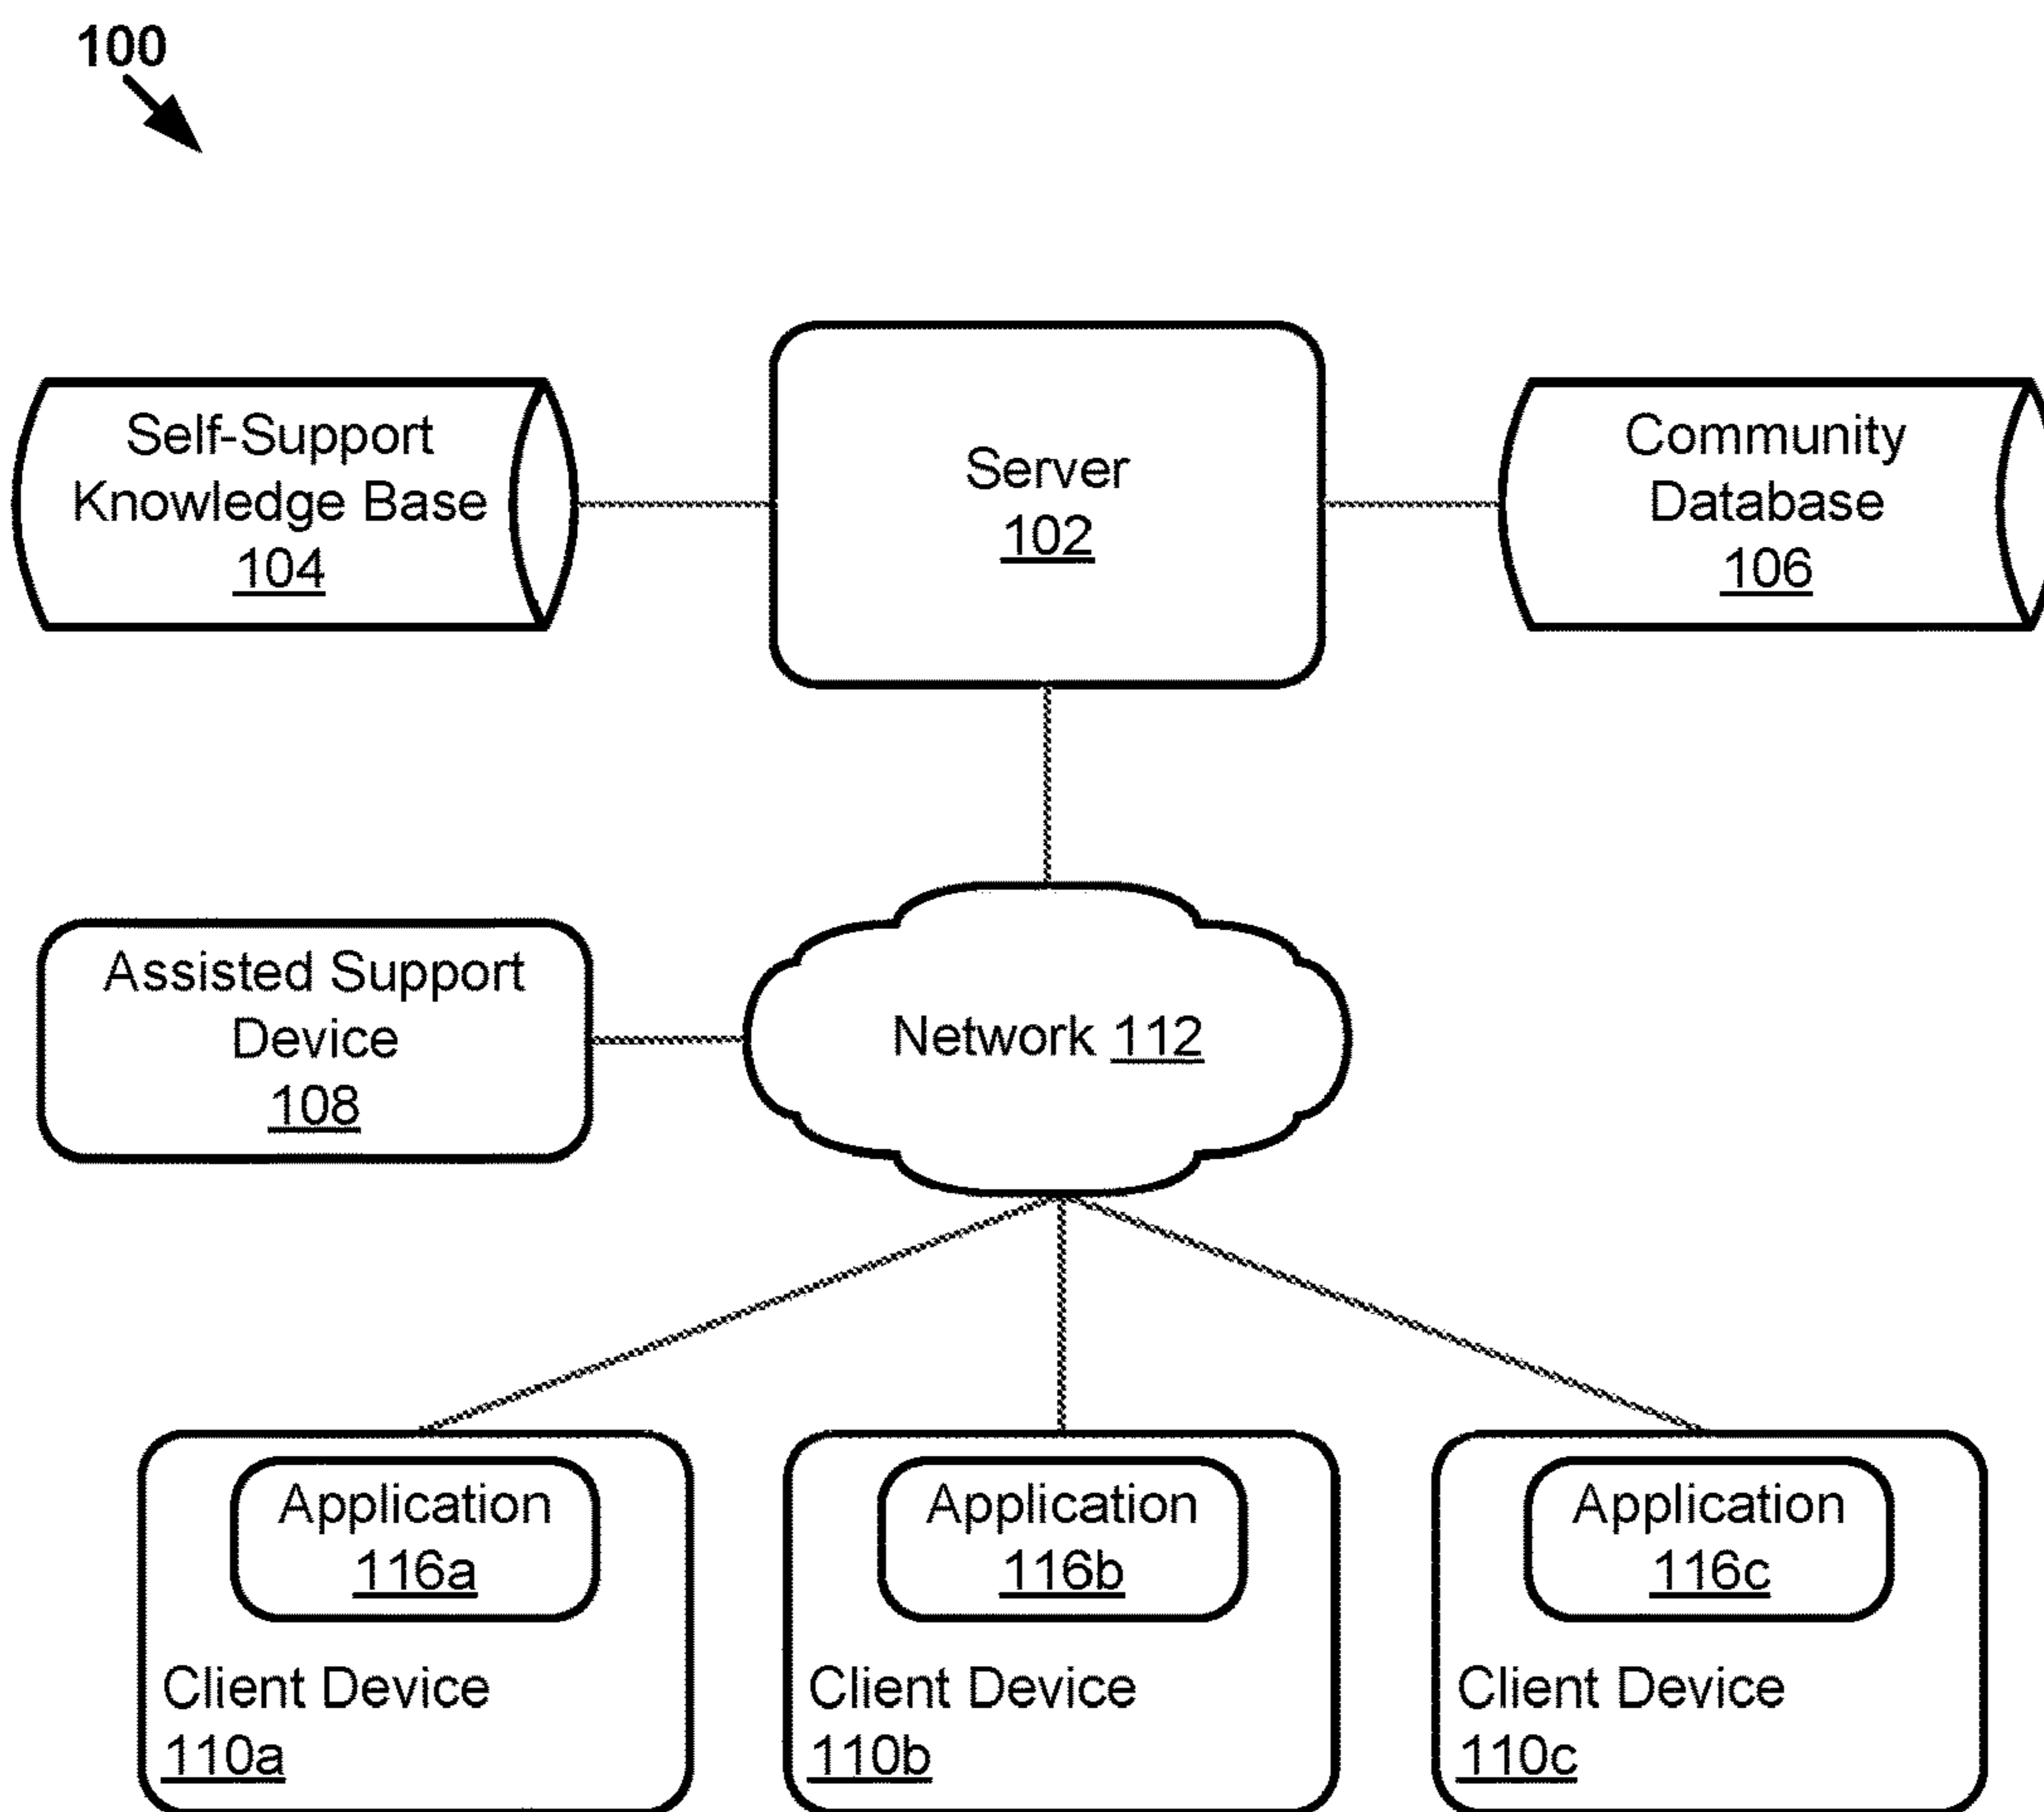 100
Self-Support
Knowledge Base
104
Server
102
Community
Database
106
Assisted Support
Device
108
Network 112
Application
116a
Client Device
110a
Application
116b
Client Device
110b
Application
116c
Client Device
110c